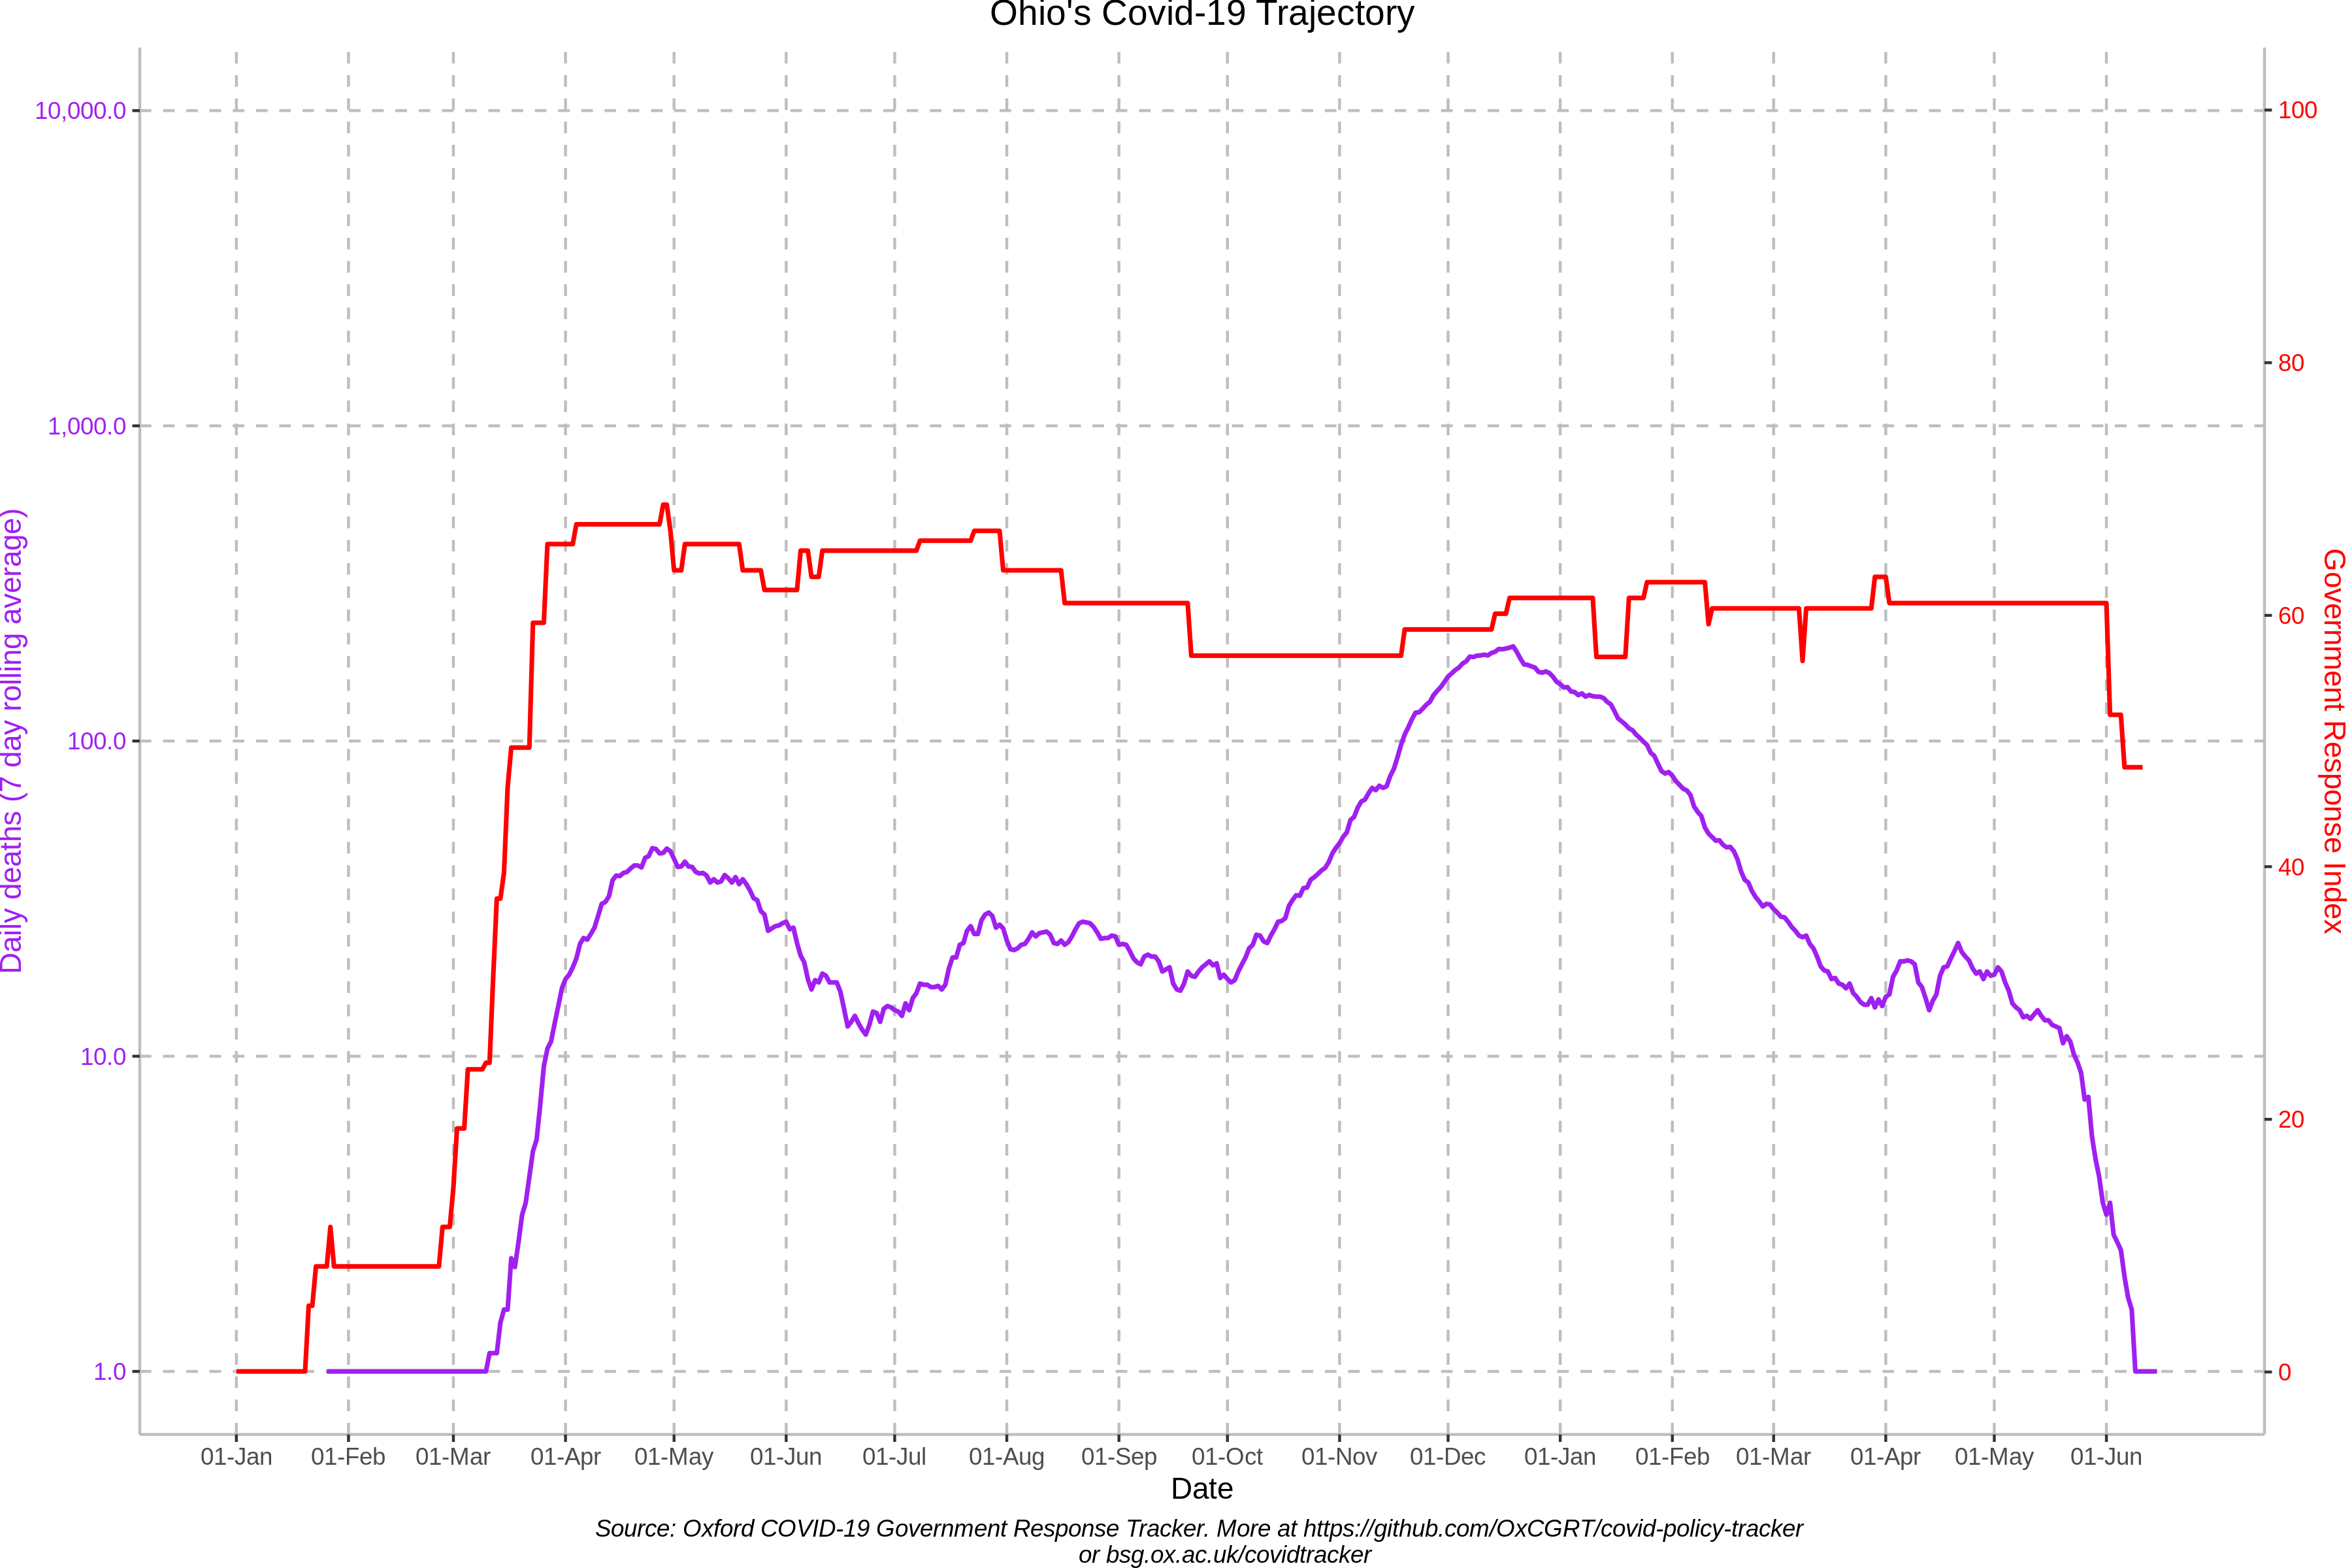 Ohio's Covid-19 Trajectory
10,000.0
1,000.0
100.0
10.0
1.0
Daily deaths (7 day rolling average)
100
80
60
40
20
0
Government Response Index
01-Jan 01-Feb 01-Mar 01-Apr 01-May 01-Jun 01-Jul 01-Aug 01-Sep 01-Oct 01-Nov 01-Dec 01-Jan 01-Feb 01-Mar 01-Apr 01-May 01-Jun
Date
Source: Oxford COVID-19 Government Response Tracker. More at https://github.com/OxCGRT/covid-policy-tracker
or bsg.ox.ac.uk/covidtracker